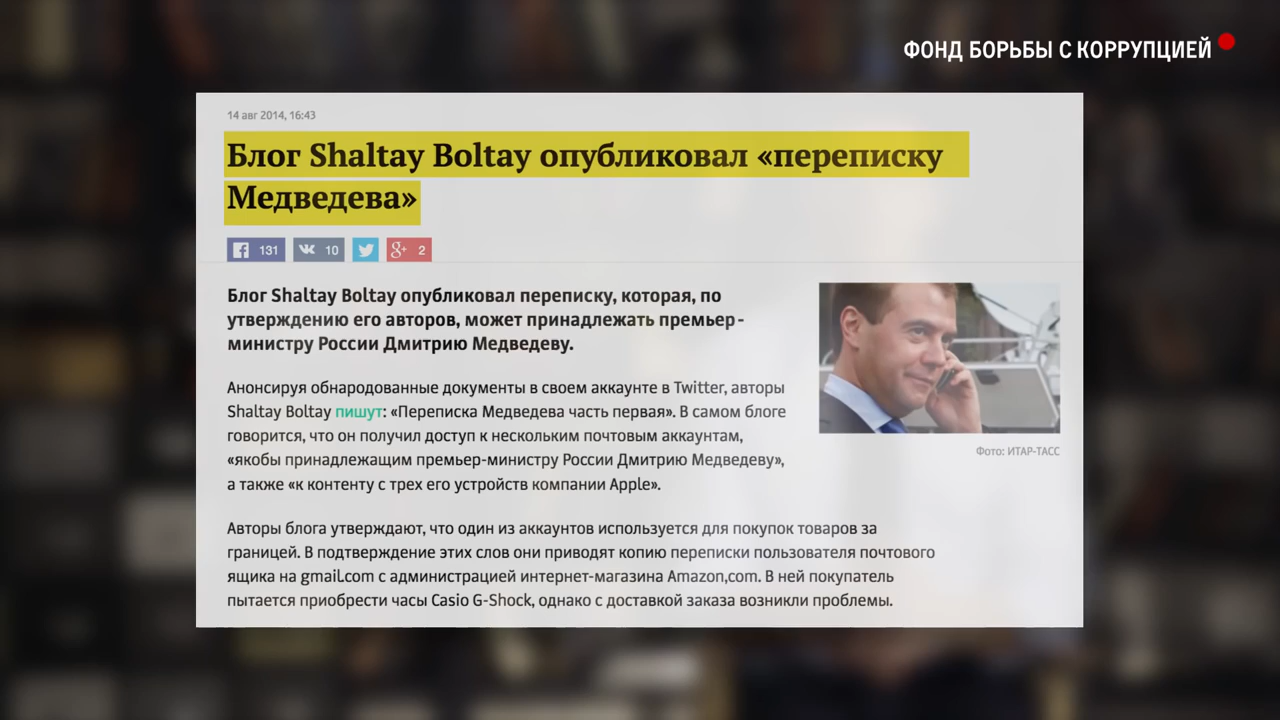 ФОНД БОРЬБЫ С КОРРУПЦИЕЙ
14 авг 2014, 16:43
Блог Shaltay Boltay опубликовал «переписку
Медведева»
131 10 2
Блог Shaltay Boltay опубликовал переписку, которая, по
утверждению его авторов, может принадлежать премьер-
министру России Дмитрию Медведеву.
Анонсируя обнародованные документы в своем аккаунте в Twitter, авторы
Shaltay Boltay пишут: «Переписка Медведева часть первая». В самом блоге
говорится, что он получил доступ к нескольким почтовым аккаунтам,
«якобы принадлежащим премьер-министру России Дмитрию Медведеву»,
а также «к контенту с трех его устройств компании Apple».
Фото: ИТАР-ТАСС
Авторы блога утверждают, что один из аккаунтов используется для покупок товаров за
границей. В подтверждение этих слов они приводят копию переписки пользователя почтового
ящика на gmail.com с администрацией интернет-магазина Amazon,com. В ней покупатель
пытается приобрести часы Casio G-Shock, однако с доставкой заказа возникли проблемы.